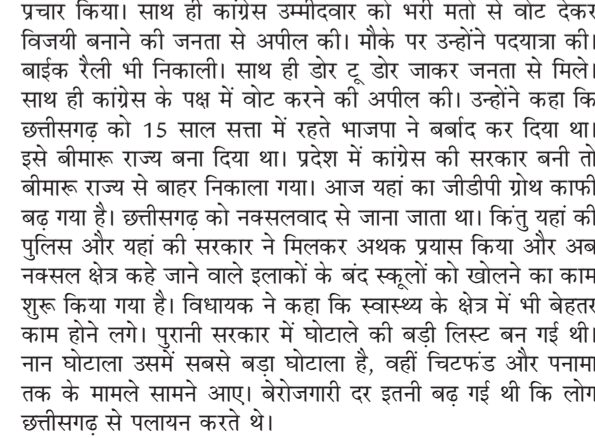 प्रचार किया। साथ ही कांग्रेस उम्मीदवार को भरी मतो से वोट देकर
विजयी बनाने की जनता से अपील की। मौके पर उन्होंने पदयात्रा की।
बाईक रैली भी निकाली। साथ ही डोर टू डोर जाकर जनता से मिले।
साथ ही कांग्रेस के पक्ष में वोट करने की अपील की। उन्होंने कहा कि
छत्तीसगढ़ को 15 साल सत्ता में रहते भाजपा ने बर्बाद कर दिया था।
इसे बीमारू राज्य बना दिया था। प्रदेश में कांग्रेस की सरकार बनी तो
बीमारू राज्य से बाहर निकाला गया। आज यहां का जीडीपी ग्रोथ काफी
बढ़ गया है। छत्तीसगढ़ को नक्सलवाद से जाना जाता था। किंतु यहां की
पुलिस और यहां की सरकार ने मिलकर अथक प्रयास किया और अब
नक्सल क्षेत्र कहे जाने वाले इलाकों के बंद स्कूलों को खोलने का काम
शुरू किया गया है। विधायक ने कहा कि स्वास्थ्य के क्षेत्र में भी बेहतर
काम होने लगे। पुरानी सरकार में घोटाले की बड़ी लिस्ट बन गई थी।
नान घोटाला उसमें सबसे बड़ा घोटाला है, वहीं चिटफंड और पनामा
तक के मामले सामने आए। बेरोजगारी दर इतनी बढ़ गई थी कि लोग
छत्तीसगढ़ से पलायन करते थे।